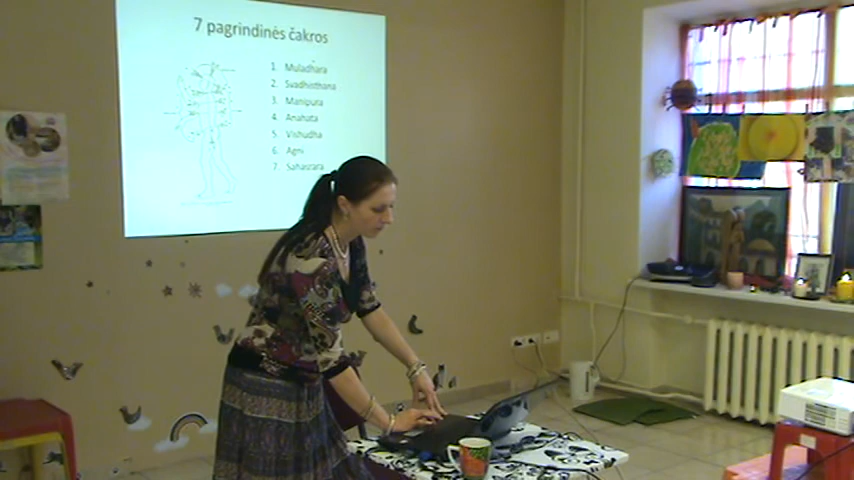 7 pagrindinės čakros
1. Muladhara
2. Svadhisthana
3. Manipura
4. Anahata
5. Vishudha
6. Agni
7. Sahasrara